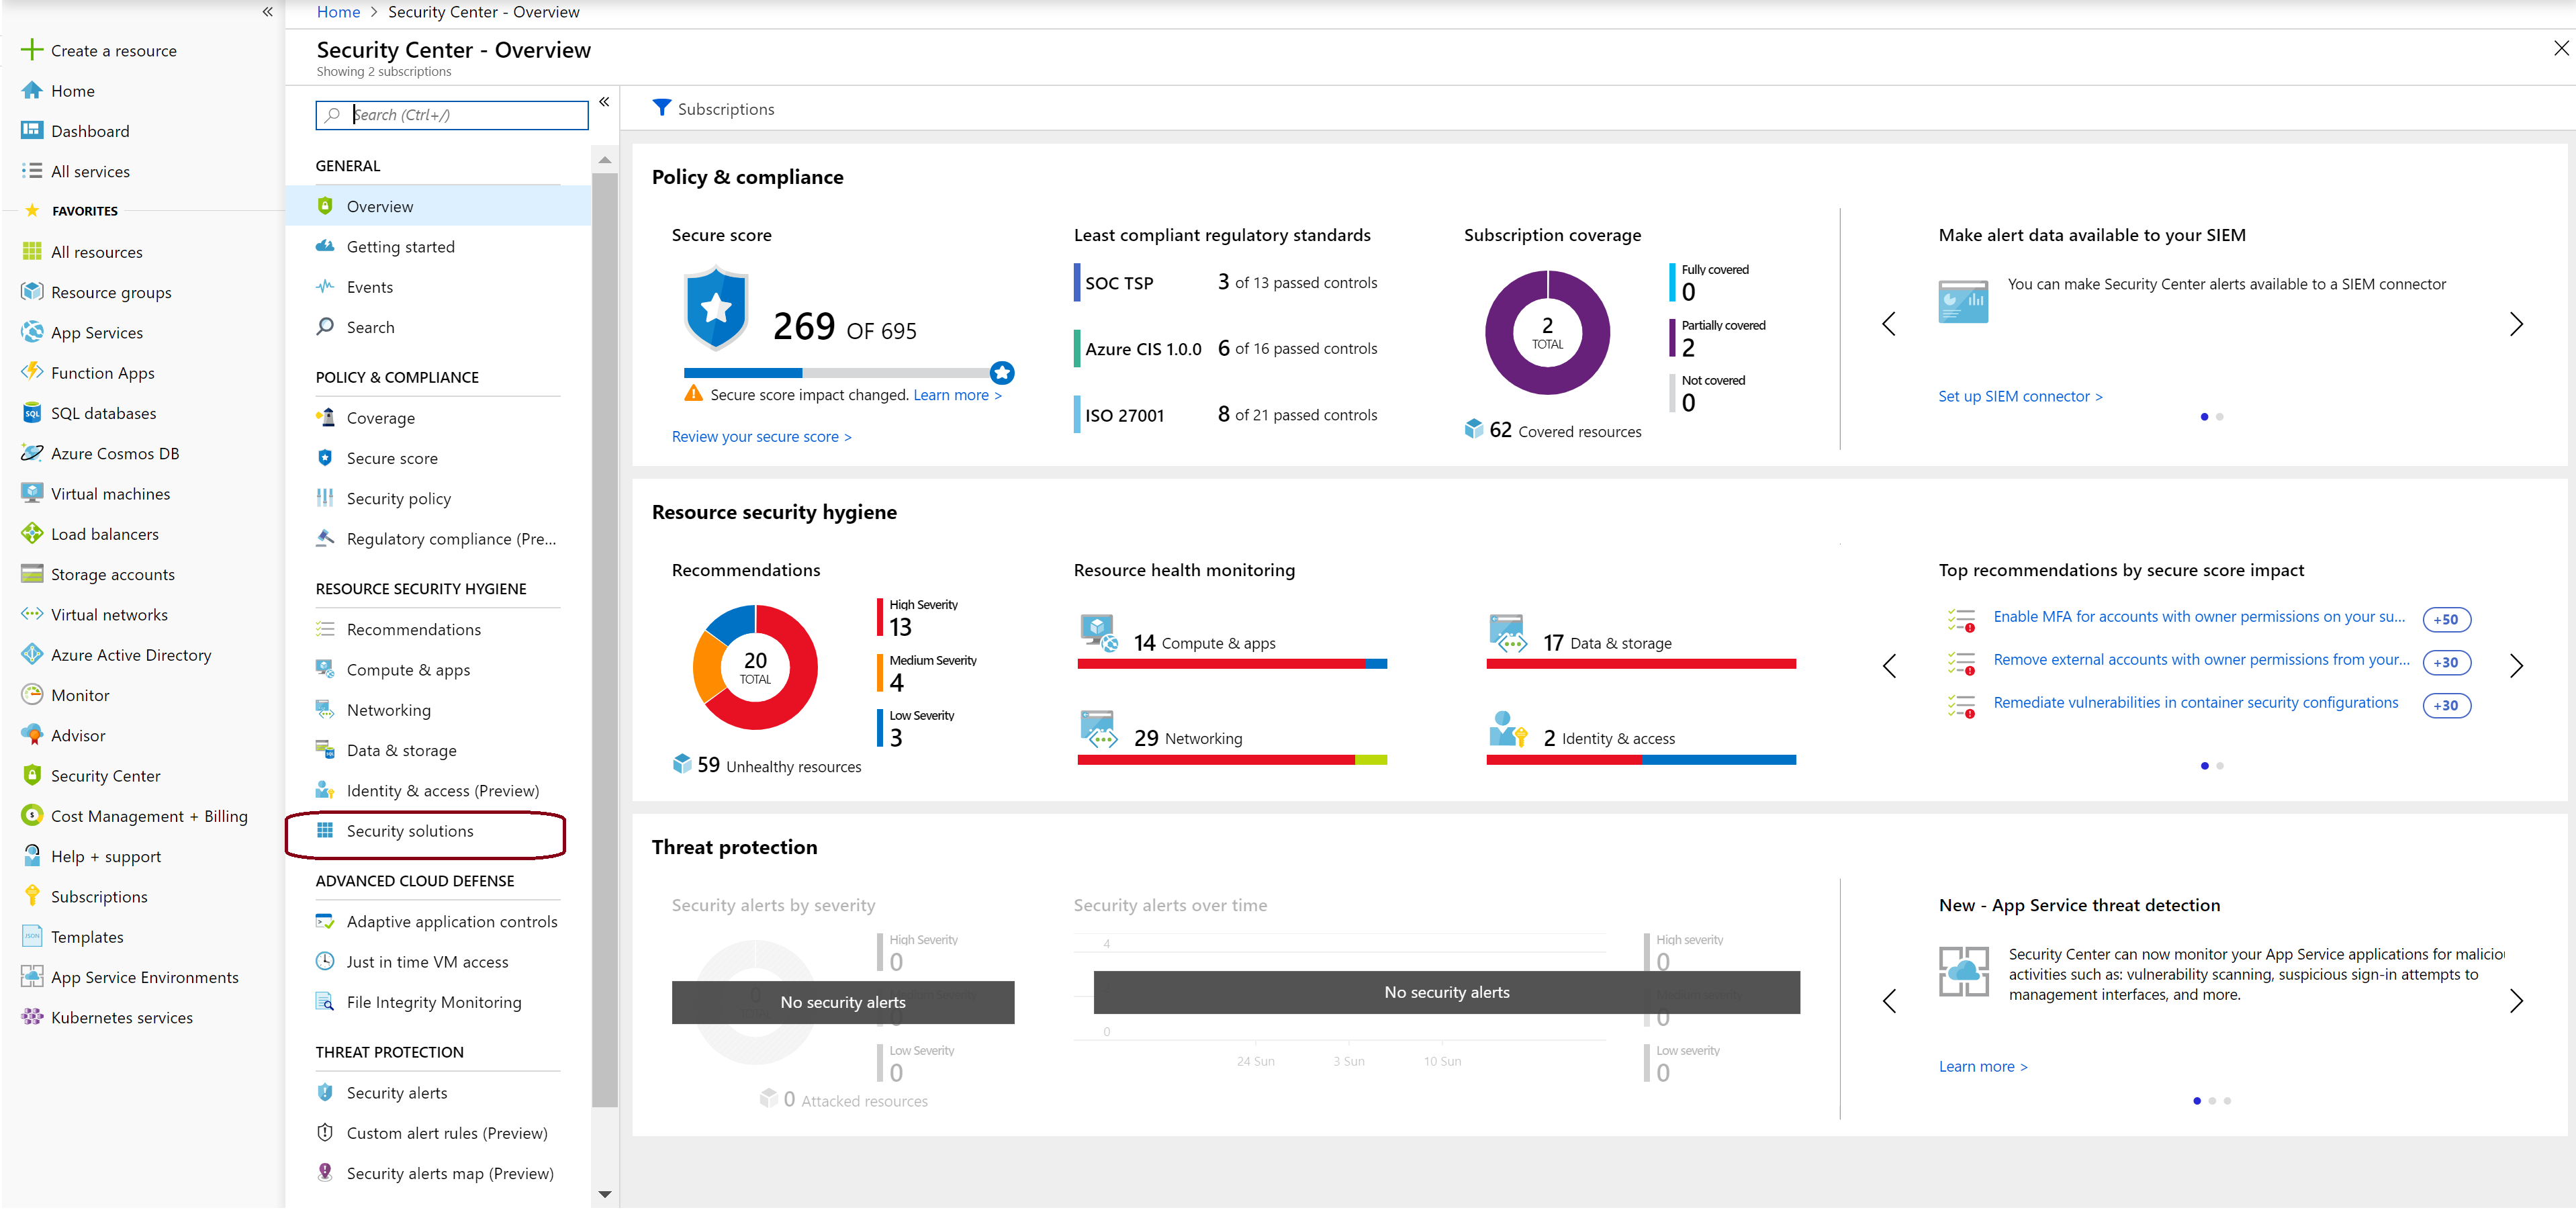 Create a resource
Home
Dashboard
All services
FAVORITES
All resources
Resource groups
App Services
Function Apps
SQL databases
Azure Cosmos DB
Virtual machines
Load balancers
Storage accounts
Virtual networks
Azure Active Directory
Monitor
Advisor
Security Center
Cost Management + Billing
Help + support
Subscriptions
Templates
App Service Environments
Kubernetes services
Home > Security Center - Overview
Security Center - Overview
Showing 2 subscriptions
Search (Ctrl+/)
GENERAL
Overview
Getting started
Events
Search
POLICY & COMPLIANCE
Coverage
Secure score
Security policy
Regulatory compliance (Pre...
RESOURCE SECURITY HYGIENE
Recommendations
Compute & apps
Networking
Data & storage
Identity & access (Preview)
Security solutions
ADVANCED CLOUD DEFENSE
Adaptive application controls
Just in time VM access
File Integrity Monitoring
THREAT PROTECTION
Security alerts
Custom alert rules (Preview)
Security alerts map (Preview)
Subscriptions
Policy & compliance
Secure score
269 OF 695
Secure score impact changed. Learn more >
Review your secure score >
Least compliant regulatory standards
SOC TSP 3 of 13 passed controls
Azure CIS 1.0.0 6 of 16 passed controls
ISO 27001 8 of 21 passed controls
Subscription coverage
2
TOTAL
Fully covered
0
Partially covered
2
Not covered
0
62 Covered resources
Make alert data available to your SIEM
You can make Security Center alerts available to a SIEM connector
Set up SIEM connector >
Resource security hygiene
Recommendations
20
TOTAL
High Severity
13
Medium Severity
4
Low Severity
3
59 Unhealthy resources
Resource health monitoring
14 Compute & apps
17 Data & storage
29 Networking
2 Identity & access
Top recommendations by secure score impact
Enable MFA for accounts with owner permissions on your su... +50
Remove external accounts with owner permissions from your... +30
Remediate vulnerabilities in container security configurations +30
Threat protection
Security alerts by severity
High Severity
0
No security alerts
0
Low Severity
0
0 Attacked resources
Security alerts over time
4
0
24 Sun 3 Sun 10 Sun
No security alerts
High severity
0
0
Low severity
0
New - App Service threat detection
Security Center can now monitor your App Service applications for malicio
activities such as: vulnerability scanning, suspicious sign-in attempts to
management interfaces, and more.
Learn more >